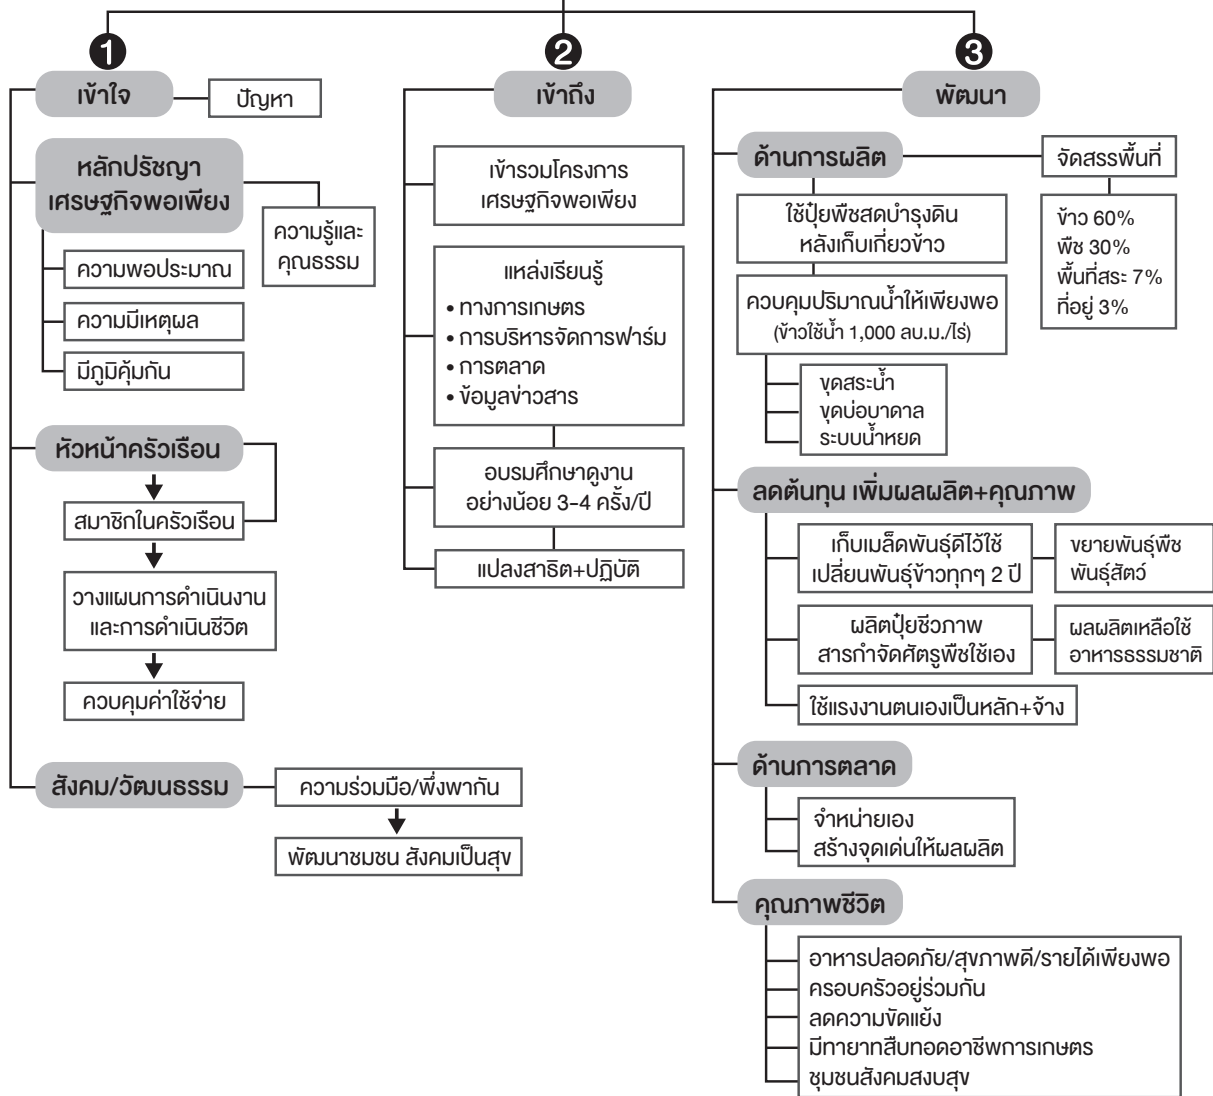 1
เข้าใจ
ปัญหา
หลักปรัชญา
เศรษฐกิจพอเพียง
ความรู้และ
คุณธรรม
ความพอประมาณ
ความมีเหตุผล
มีภูมิคุ้มกัน
หัวหน้าครัวเรือน
สมาชิกในครัวเรือน
วางแผนการดำเนินงาน
และการดำเนินชีวิต
ควบคุมค่าใช้จ่าย
สังคม/วัฒนธรรม
ความร่วมมือ/พึ่งพากัน
พัฒนาชมชน สังคมเป็นสุข
2
เข้าถึง
เข้ารวมโครงการ
เศรษฐกิจพอเพียง
แหล่งเรียนรู้
• ทางการเกษตร
• การบริหารจัดการฟาร์ม
• การตลาด
• ข้อมูลข่าวสาร
อบรมศึกษาดูงาน
อย่างน้อย 3-4 ครั้ง/ปี
แปลงสาธิต+ปฏิบัติ
3
พัฒนา
ด้านการผลิต
จัดสรรพื้นที่
ข้าว 60%
พืช 30%
พื้นที่สระ 7%
ที่อยู่ 3%
ใช้ปุ๋ยพืชสดบำรุงดิน
หลังเก็บเกี่ยวข้าว
ควบคุมปริมาณน้ำให้เพียงพอ
(ข้าวใช้น้ำ 1,000 ลบ.ม./ไร่)
ขุดสระน้ำ
ขุดบ่อบาดาล
ระบบน้ำหยด
ลดต้นทุน เพิ่มผลผลิต+คุณภาพ
เก็บเมล็ดพันธุ์ดีไว้ใช้
เปลี่ยนพันธุ์ข้าวทุกๆ 2 ปี
ขยายพันธุ์พืช
พันธุ์สัตว์
ผลิตปุ๋ยชีวภาพ
สารกำจัดศัตรูพืชใช้เอง
ผลผลิตเหลือใช้
อาหารธรรมชาติ
ใช้แรงงานตนเองเป็นหลัก+จ้าง
ด้านการตลาด
จำหน่ายเอง
สร้างจุดเด่นให้ผลผลิต
คุณภาพชีวิต
อาหารปลอดภัย/สุขภาพดี/รายได้เพียงพอ
ครอบครัวอยู่ร่วมกัน
ลดความขัดแย้ง
มีทายาทสืบทอดอาชีพการเกษตร
ชุมชนสังคมสงบสุข